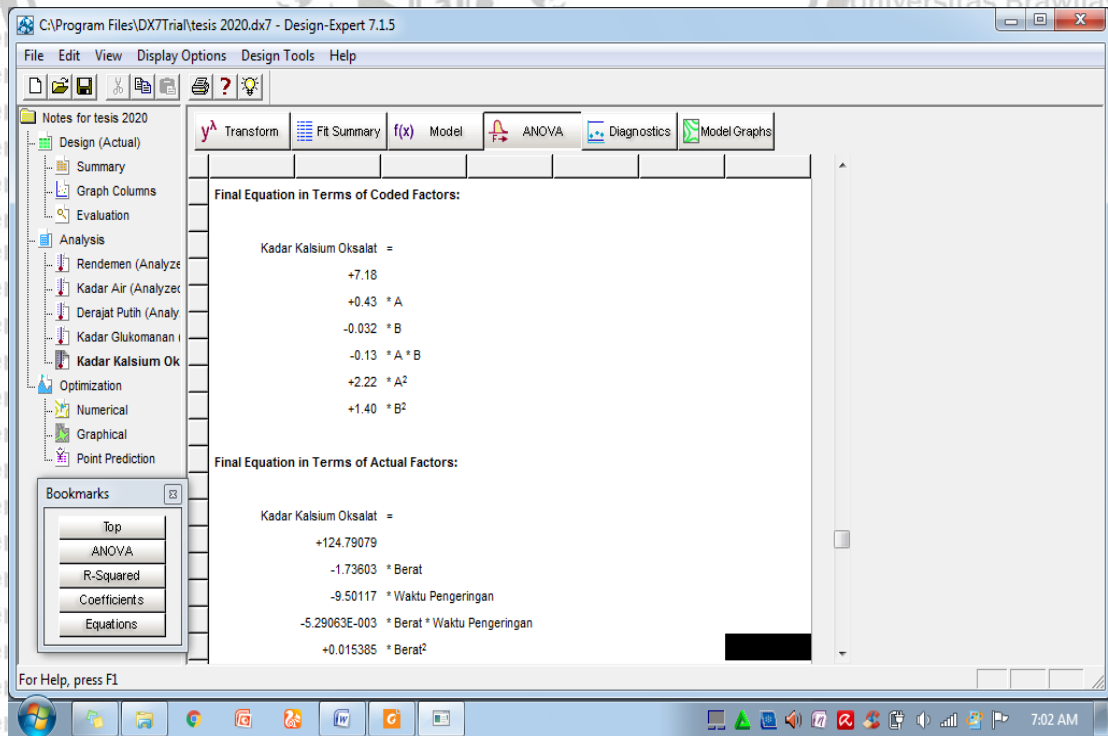 Universitas Brawija
C:\Program Files\DX7Trial\tesis 2020.dx7 - Design-Expert 7.1.5
File Edit View Display Options Design Tools Help
Notes for tesis 2020
Design (Actual)
Summary
Graph Columns
Evaluation
Analysis
Rendemen (Analyze
Kadar Air (Analyzed
Derajat Putih (Analy
Kadar Glukomanan (
Kadar Kalsium Ok
Optimization
Numerical
Graphical
Point Prediction
Bookmarks
Top
ANOVA
R-Squared
Coefficients
Equations
yλ Transform Fit Summary f(x) Model ANOVA Diagnostics Model Graphs
Final Equation in Terms of Coded Factors:
Kadar Kalsium Oksalat =
+7.18
+0.43 * A
-0.032 * B
-0.13 * A * B
+2.22 * A²
+1.40 * B²
Final Equation in Terms of Actual Factors:
Kadar Kalsium Oksalat =
+124.79079
-1.73603 * Berat
-9.50117 * Waktu Pengeringan
-5.29063E-003 * Berat * Waktu Pengeringan
+0.015385 * Berat²
For Help, press F1
7:02 AM